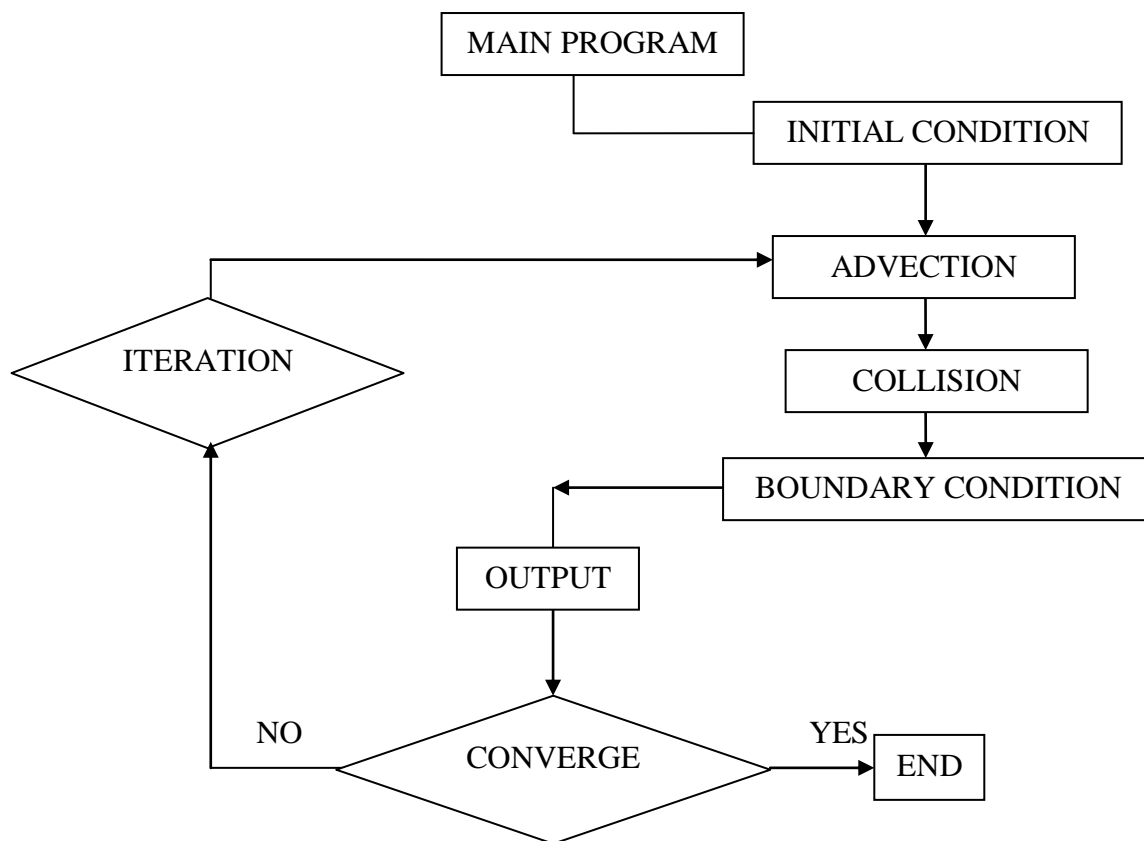 MAIN PROGRAM
INITIAL CONDITION
ADVECTION
ITERATION
COLLISION
BOUNDARY CONDITION
OUTPUT
NO
YES
CONVERGE
END